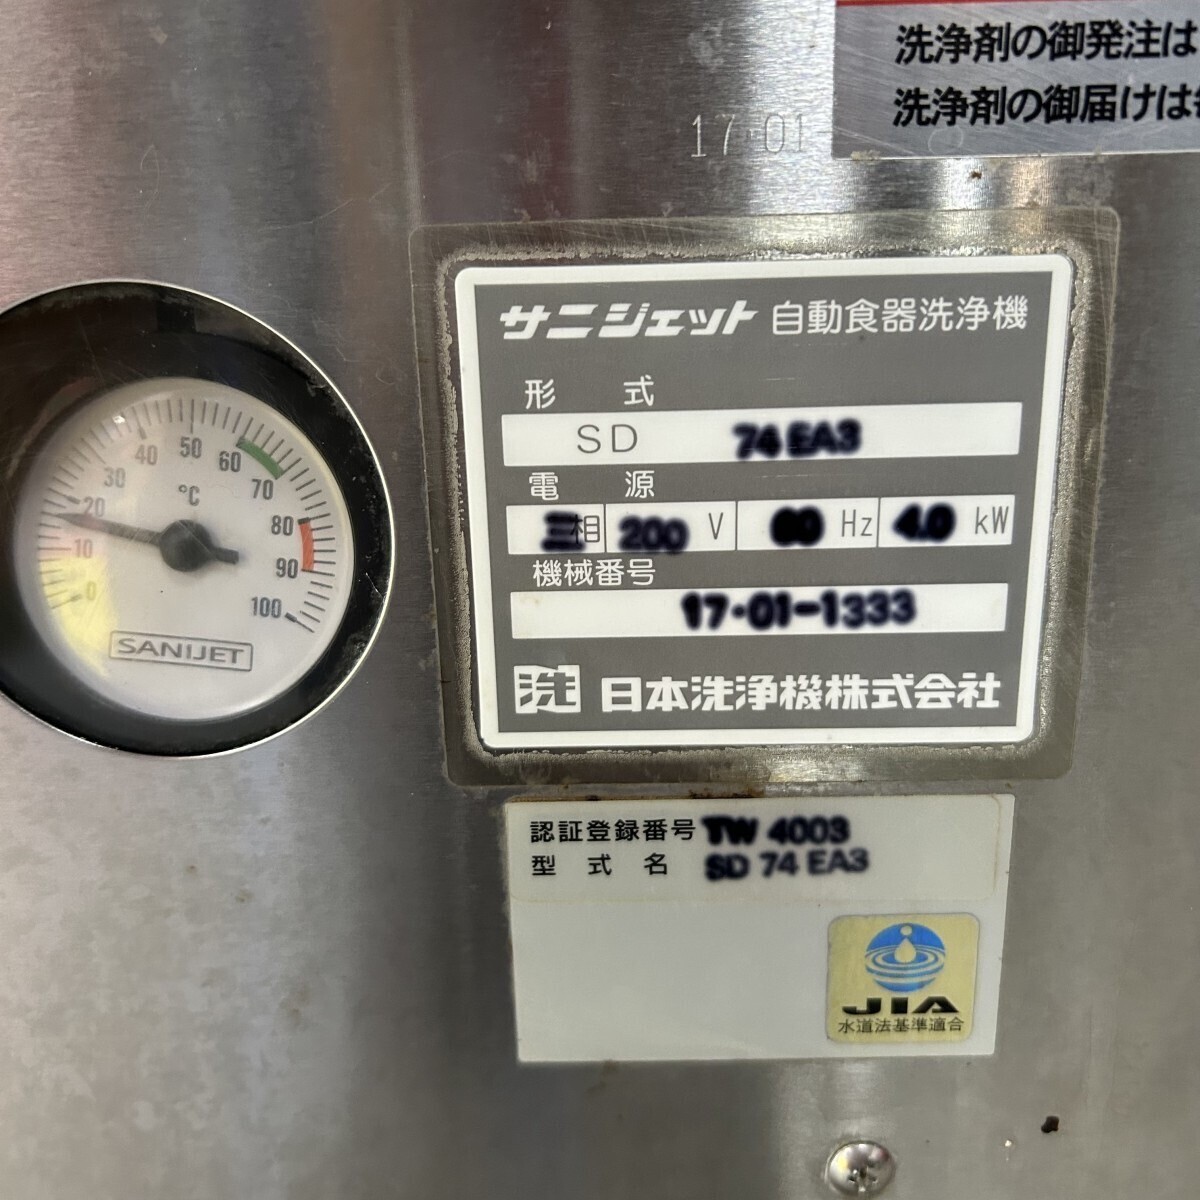 洗浄剤の御発注は
洗浄剤の御届けは
17·01
サニジェット 自動食器洗浄機
形 式
SD 74 EA3
電 源
三相 200 V 60 Hz 4.0 kW
機械番号
17·01-1333
洗 日本洗浄機株式会社
0 10 20 30 40 50 60 70 80 90 100
°C
SANIJET
認証登録番号 TW 4003
型 式 名 SD 74 EA3
JIA
水道法基準適合